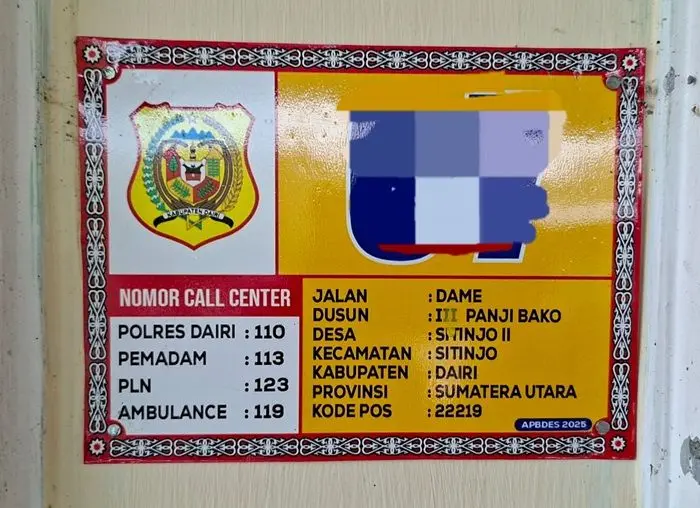 KABUPATEN DAIRI
NOMOR CALL CENTER
POLRES DAIRI : 110
PEMADAM : 113
PLN : 123
AMBULANCE : 119
JALAN : DAME
DUSUN : III PANJI BAKO
DESA : SITINJO II
KECAMATAN : SITINJO
KABUPATEN : DAIRI
PROVINSI : SUMATERA UTARA
KODE POS : 22219
APBDES 2025